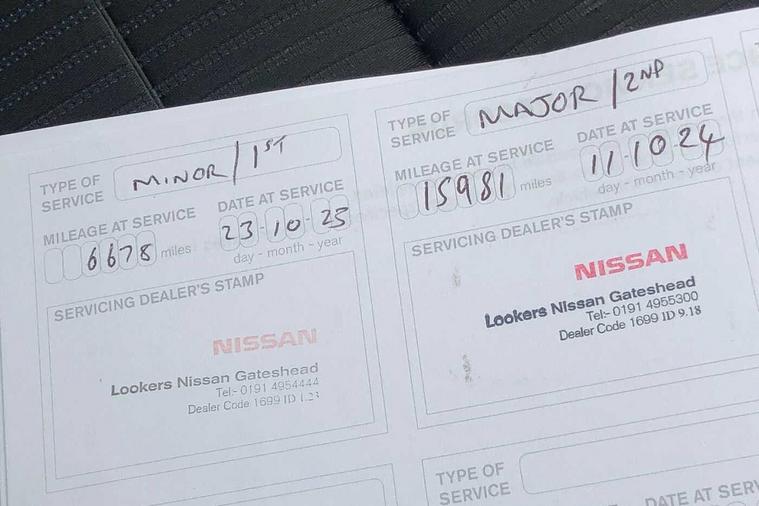 TYPE OF SERVICE MINOR / 1ST
MILEAGE AT SERVICE
6678 miles
DATE AT SERVICE
23-10-23
day - month - year
SERVICING DEALER'S STAMP
NISSAN
Lookers Nissan Gateshead
Tel:- 0191 4954444
Dealer Code 1699 ID 1.23
TYPE OF SERVICE MAJOR / 2ND
MILEAGE AT SERVICE
15981 miles
DATE AT SERVICE
11-10-24
day - month - year
SERVICING DEALER'S STAMP
NISSAN
Lookers Nissan Gateshead
Tel:- 0191 4955300
Dealer Code 1699 ID 9.18
TYPE OF
SERVICE
DATE AT SERV